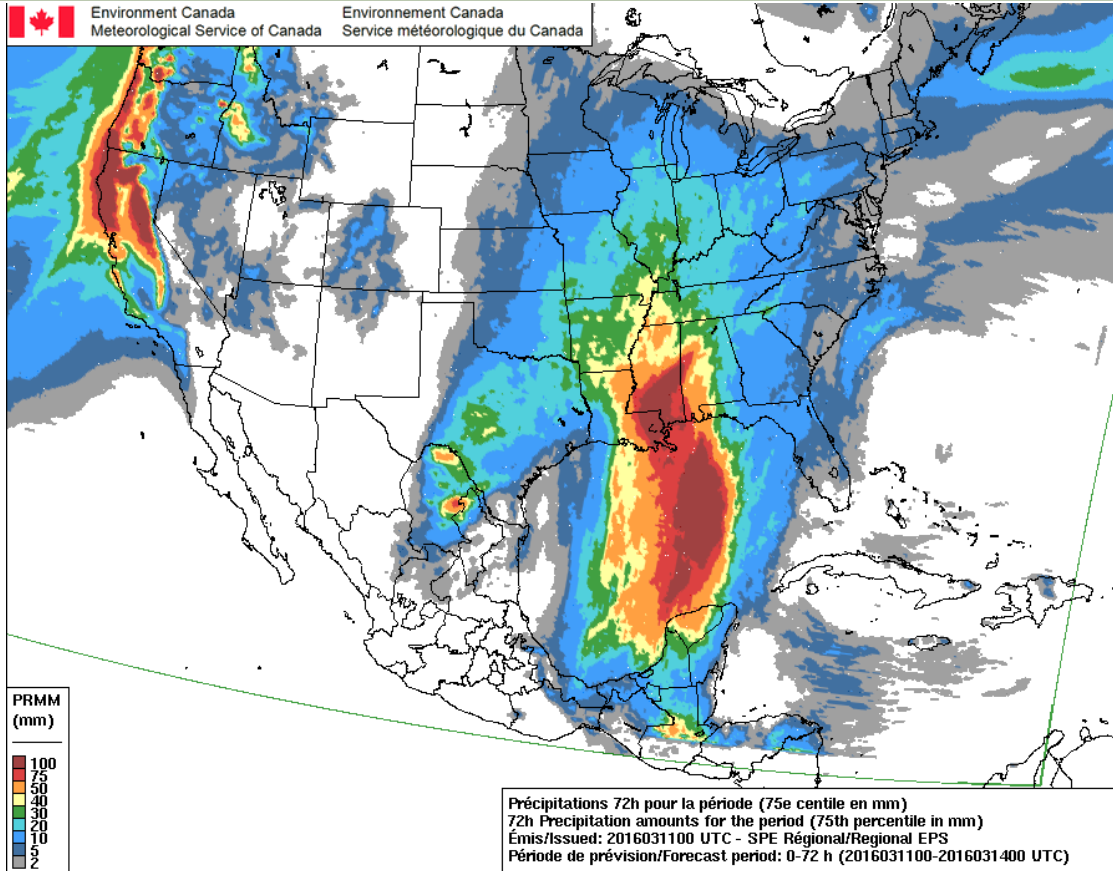 Environment Canada
Meteorological Service of Canada
Environnement Canada
Service météorologique du Canada
PRMM
(mm)
100
75
50
40
30
20
10
5
2
Précipitations 72h pour la période (75e centile en mm)
72h Precipitation amounts for the period (75th percentile in mm)
Émis/Issued: 2016031100 UTC - SPE Régional/Regional EPS
Période de prévision/Forecast period: 0-72 h (2016031100-2016031400 UTC)